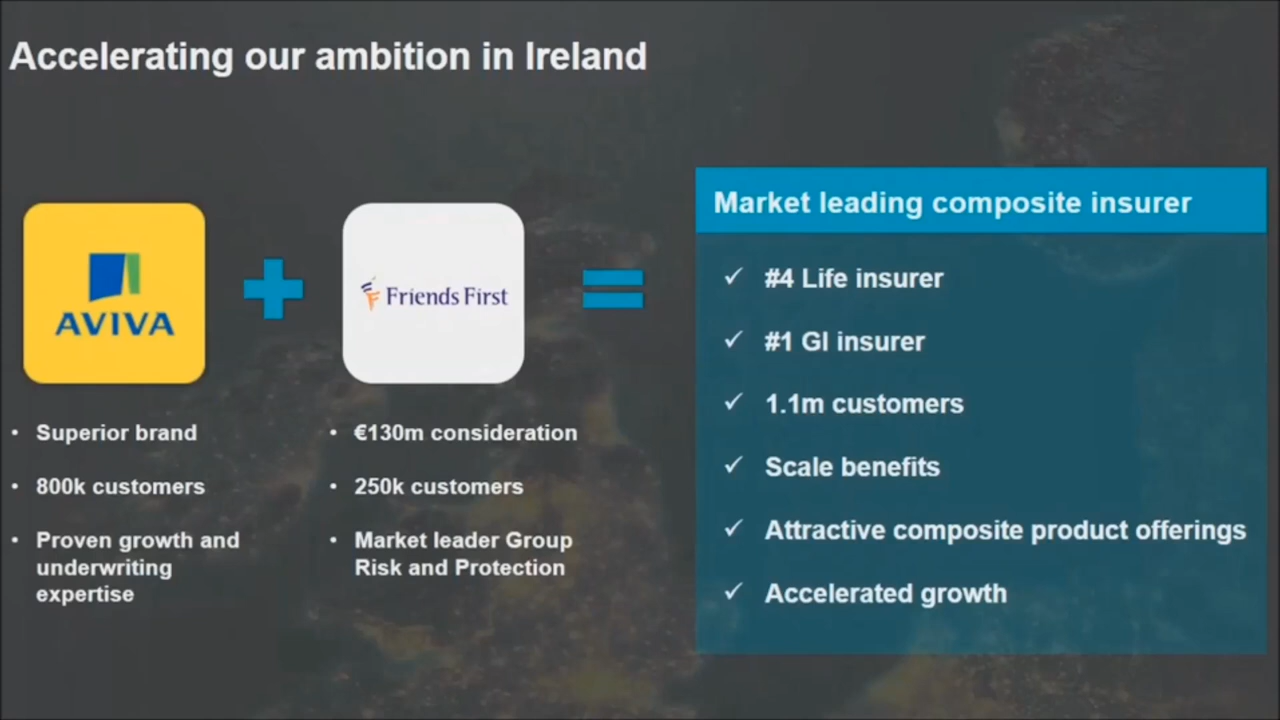 Accelerating our ambition in Ireland
AVIVA
Friends First
• Superior brand
• 800k customers
• Proven growth and
underwriting
expertise
• €130m consideration
• 250k customers
• Market leader Group
Risk and Protection
Market leading composite insurer
✓ #4 Life insurer
✓ #1 GI insurer
✓ 1.1m customers
✓ Scale benefits
✓ Attractive composite product offerings
✓ Accelerated growth